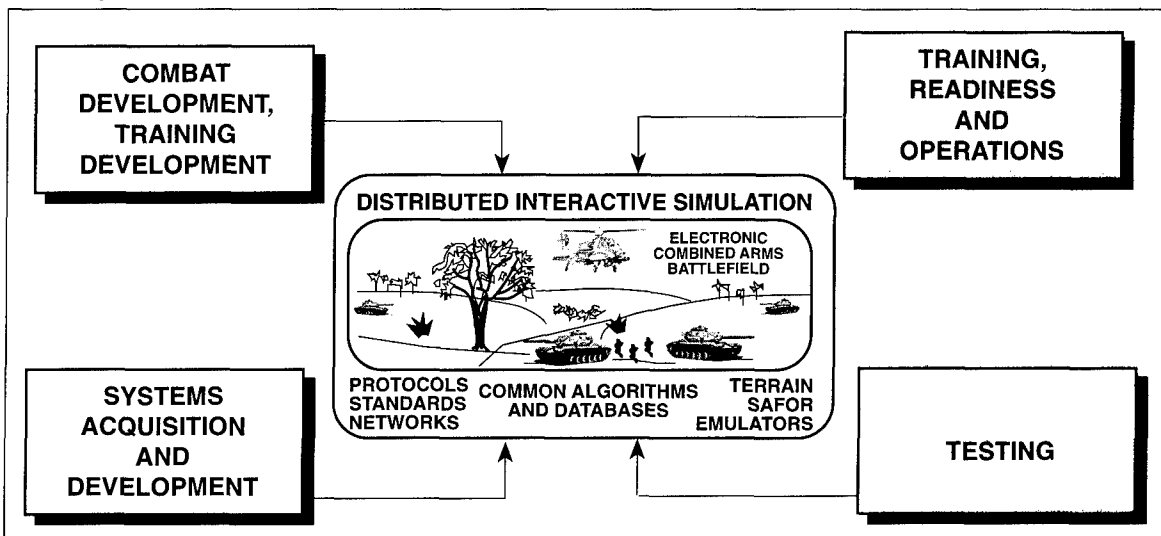 COMBAT
DEVELOPMENT,
TRAINING
DEVELOPMENT
TRAINING,
READINESS
AND
OPERATIONS
DISTRIBUTED INTERACTIVE SIMULATION
ELECTRONIC
COMBINED ARMS
BATTLEFIELD
PROTOCOLS
STANDARDS
NETWORKS
COMMON ALGORITHMS
AND DATABASES
TERRAIN
SAFOR
EMULATORS
SYSTEMS
ACQUISITION
AND
DEVELOPMENT
TESTING